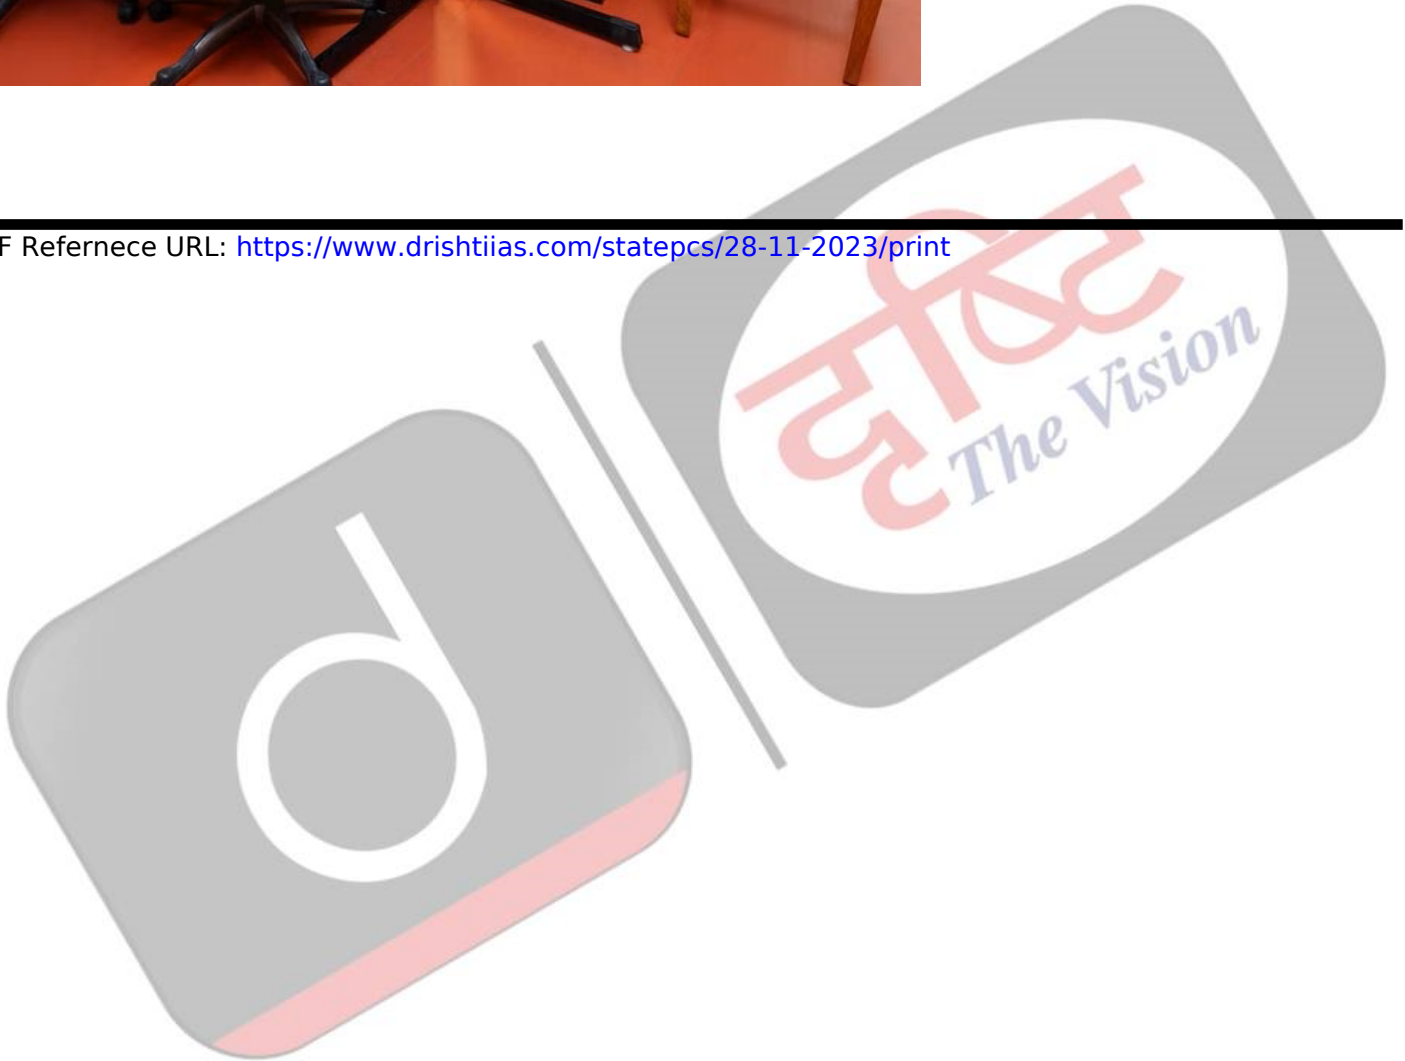 F Refernece URL: https://www.drishtiias.com/statepcs/28-11-2023/print
दृष्टि
The Vision
d